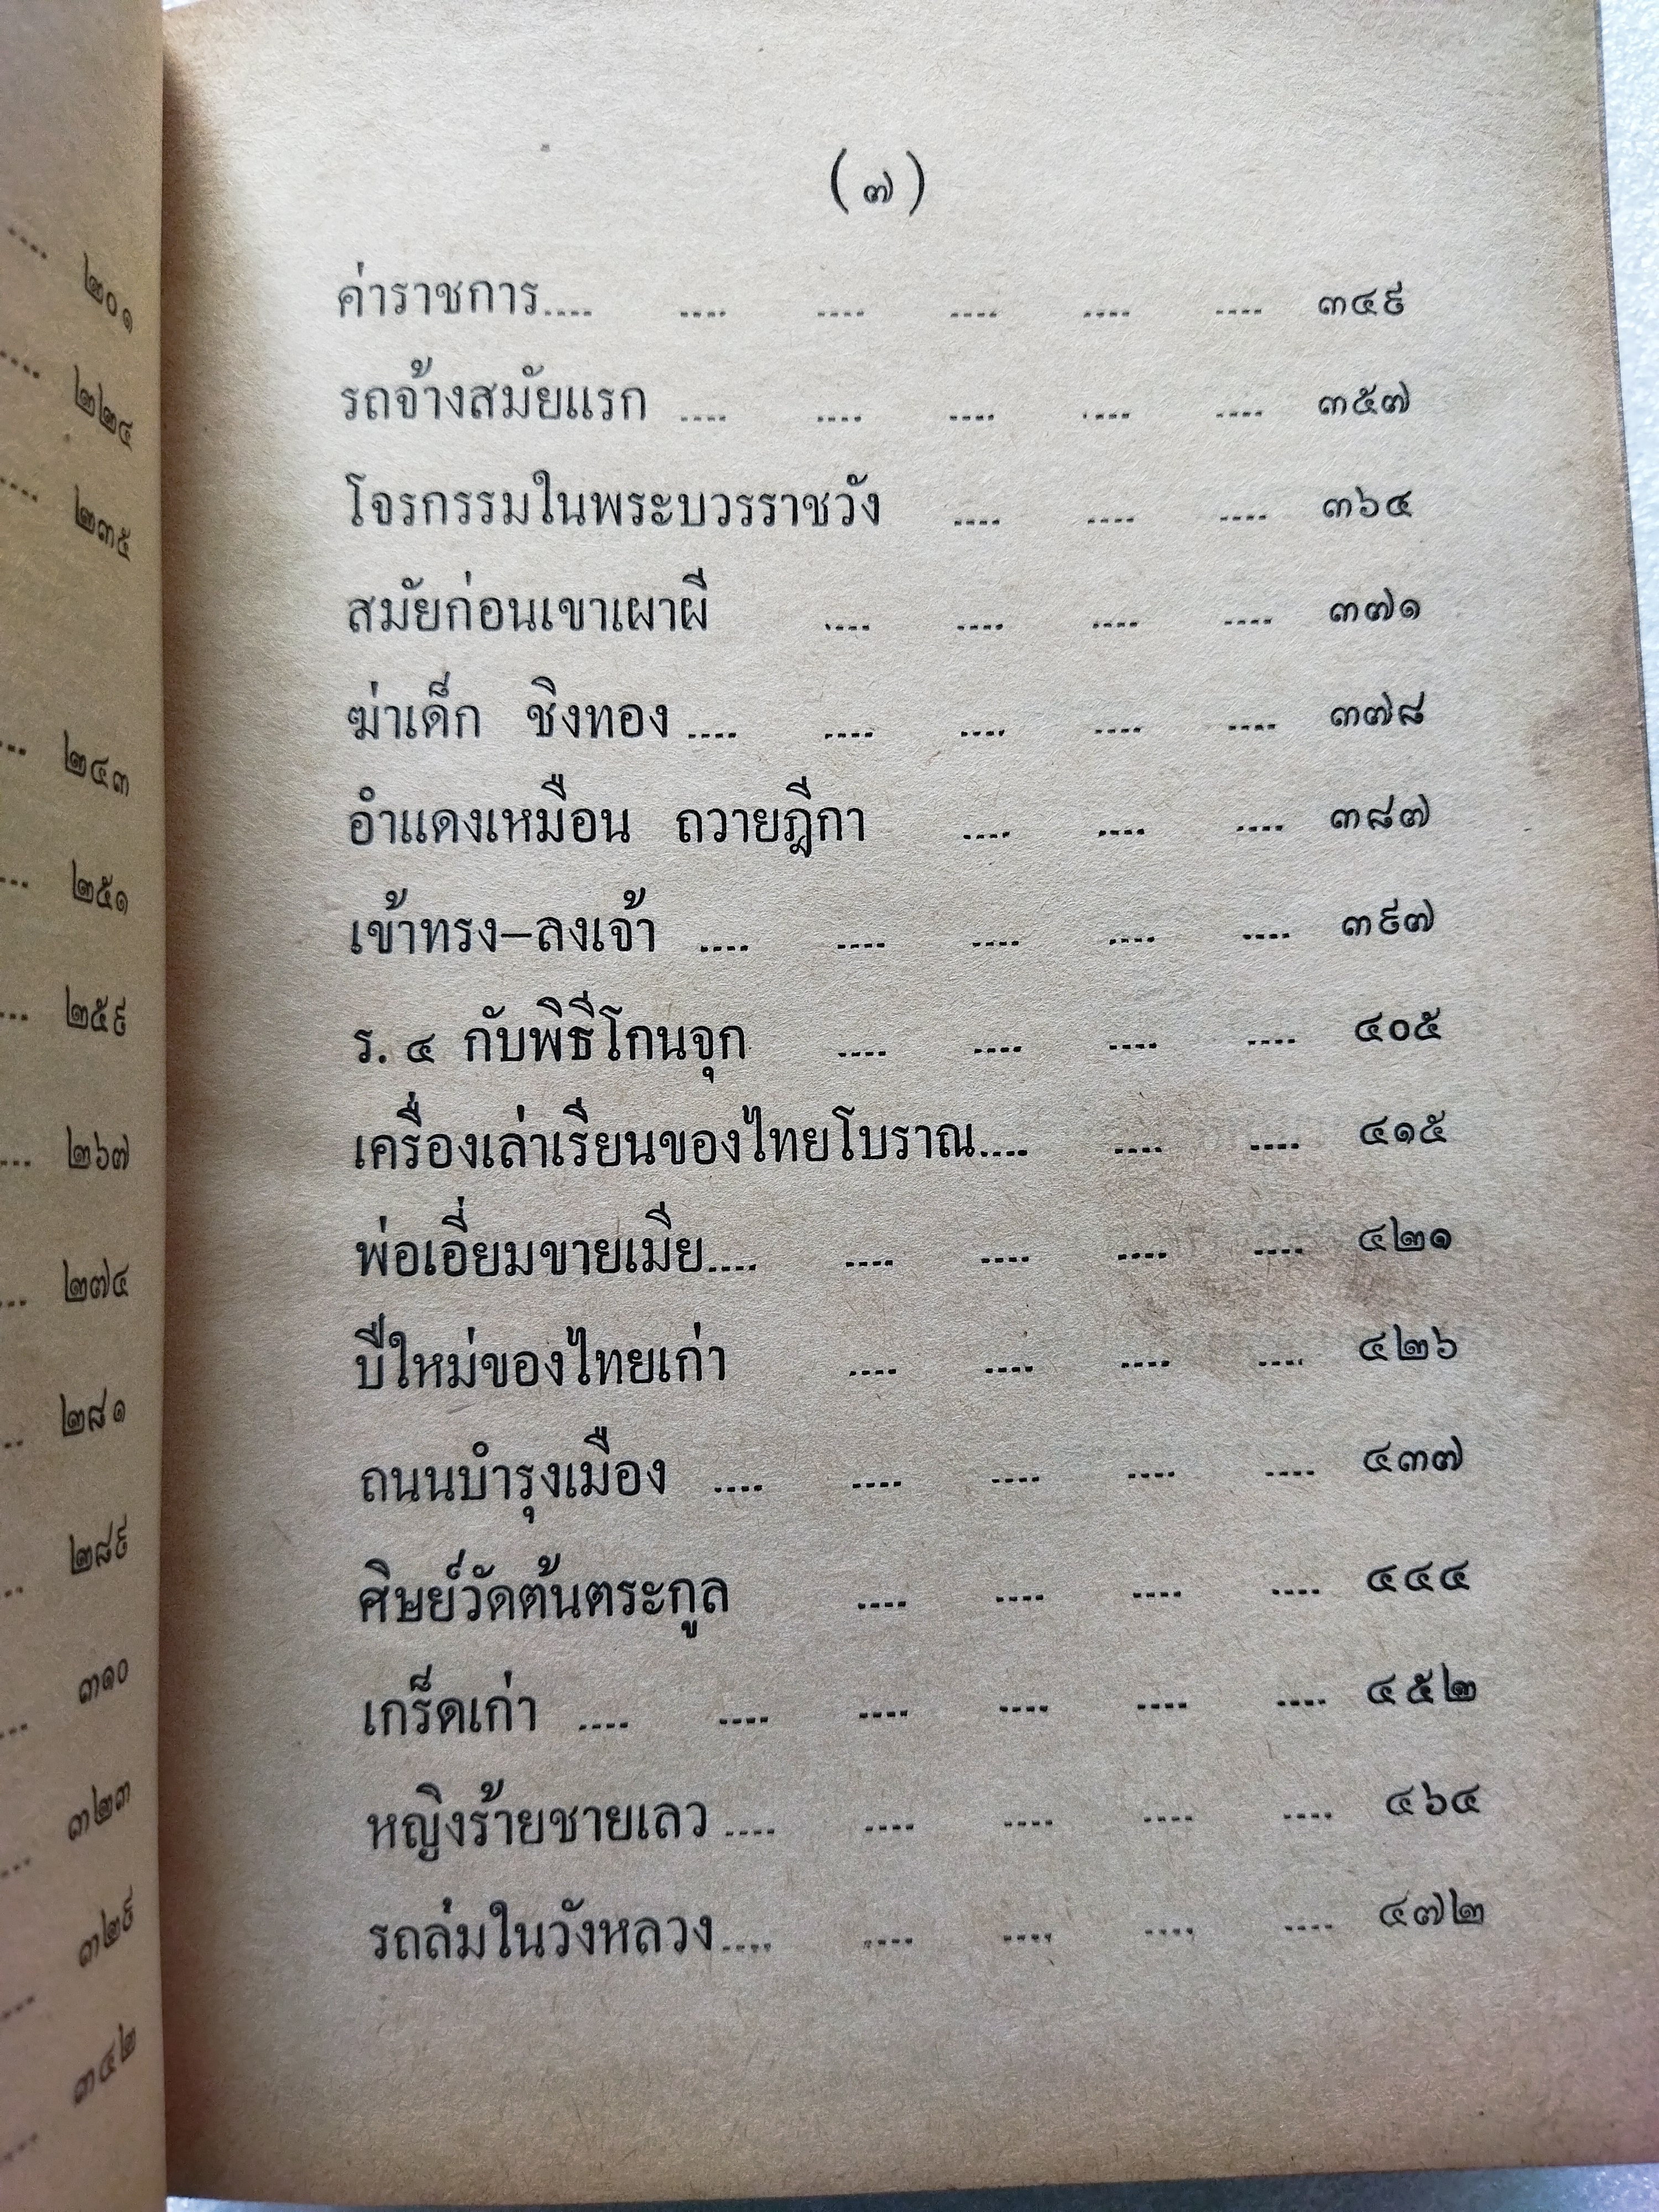 ๒๐๑
๒๒๔
๒๓๕
๒๔๓
๒๕๑
๒๕๙
๒๖๗
๒๗๔
๒๘๑
๒๘๙
๓๑๐
๓๒๓
๓๒๙
๓๔๒
(๗)
ค่าราชการ.... .... .... .... .... .... ๓๔๙
รถจ้างสมัยแรก .... .... .... .... .... ๓๕๗
โจรกรรมในพระบวรราชวัง .... .... .... ๓๖๔
สมัยก่อนเขาเผาผี .... .... .... .... ๓๗๑
ฆ่าเด็ก ชิงทอง .... .... .... .... .... ๓๗๘
อำแดงเหมือน ถวายฎีกา .... .... .... ๓๘๗
เข้าทรง–ลงเจ้า .... .... .... .... .... ๓๙๗
ร. ๔ กับพิธีโกนจุก .... .... .... .... ๔๐๕
เครื่องเล่าเรียนของไทยโบราณ.... .... .... ๔๑๕
พ่อเอี่ยมขายเมีย.... .... .... .... .... ๔๒๑
ปีใหม่ของไทยเก่า .... .... .... .... ๔๒๖
ถนนบำรุงเมือง .... .... .... .... .... ๔๓๗
ศิษย์วัดต้นตระกูล .... .... .... .... ๔๔๔
เกร็ดเก่า .... .... .... .... .... .... ๔๕๒
หญิงร้ายชายเลว .... .... .... .... .... ๔๖๔
รถล่มในวังหลวง.... .... .... .... .... ๔๗๒